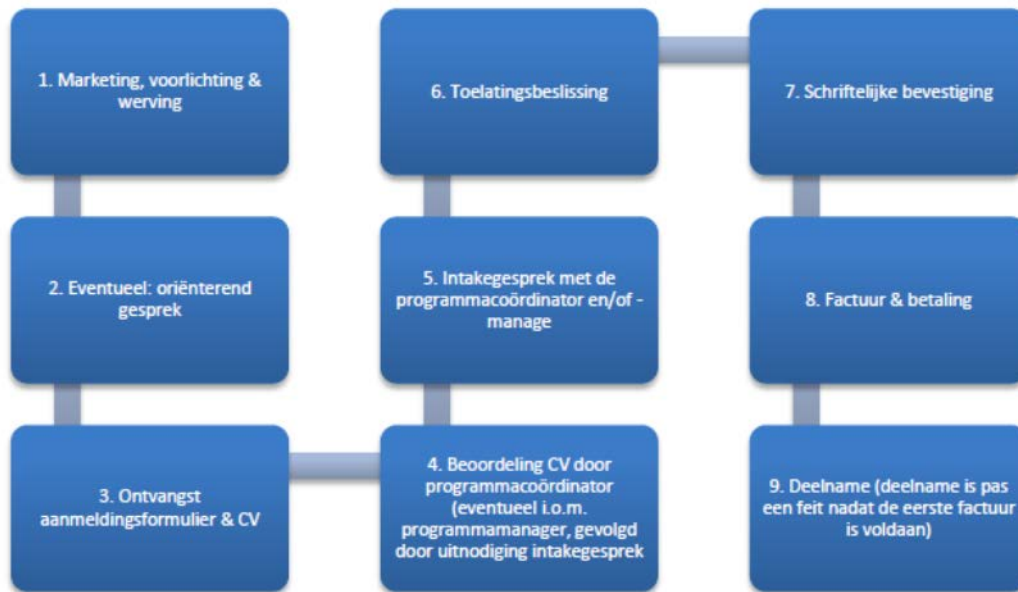 1. Marketing, voorlichting &
werving
2. Eventueel: oriënterend
gesprek
3. Ontvangst
aanmeldingsformulier & CV
4. Beoordeling CV door
programmacoördinator
(eventueel i.o.m.
programmamanager, gevolgd
door uitnodiging intakegesprek
5. Intakegesprek met de
programmacoördinator en/of -
manage
6. Toelatingsbeslissing
7. Schriftelijke bevestiging
8. Factuur & betaling
9. Deelname (deelname is pas
een feit nadat de eerste factuur
is voldaan)